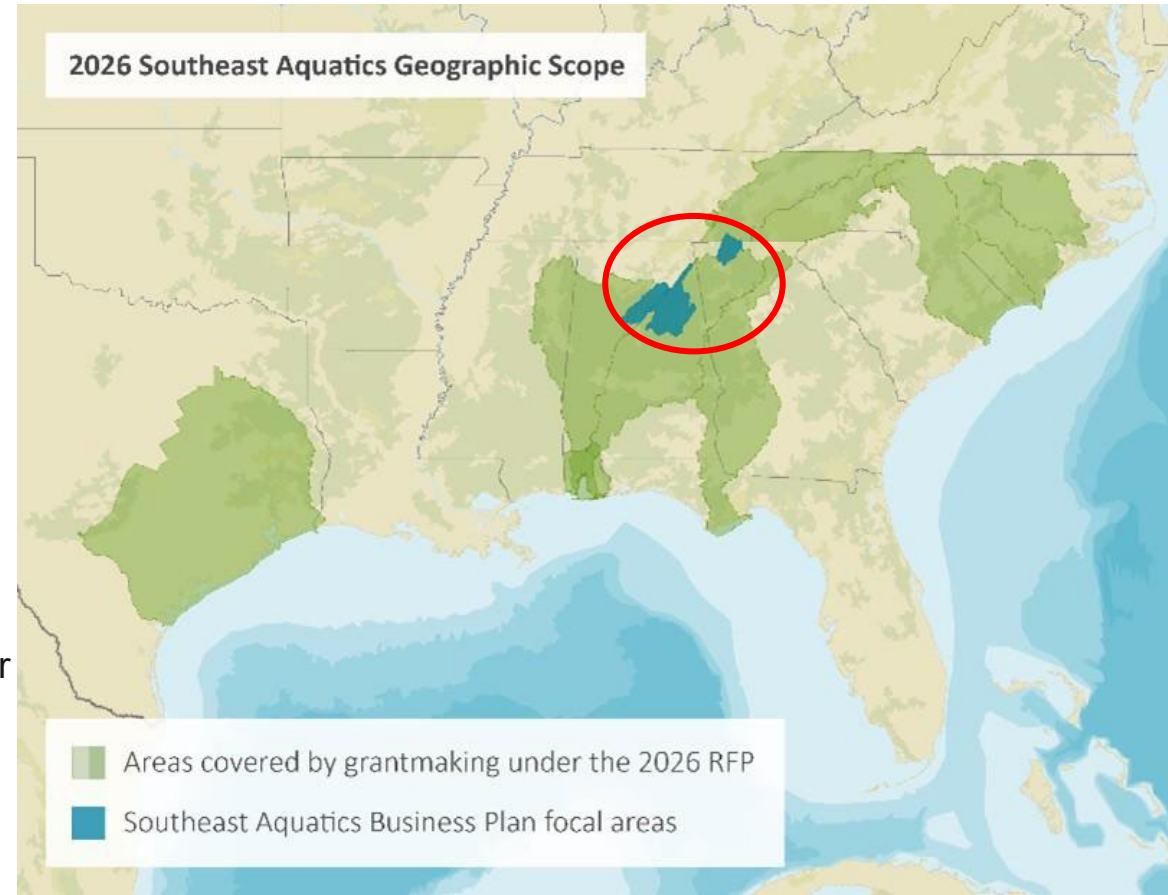 2026 Southeast Aquatics Geographic Scope
r
Areas covered by grantmaking under the 2026 RFP
Southeast Aquatics Business Plan focal areas